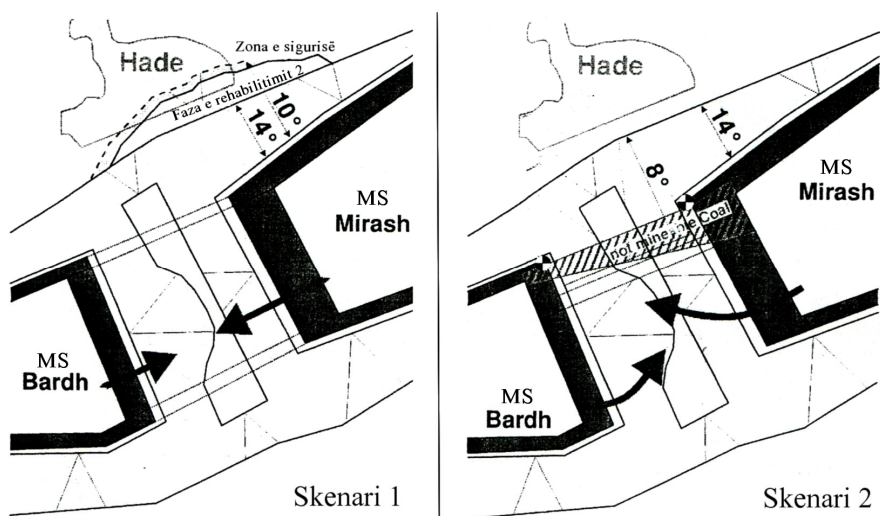 Hade
Zona e sigurisë
Faza e rehabilitimit 2
10°
14°
MS
Mirash
MS
Bardh
Skenari 1
Hade
14°
8°
MS
Mirash
not mineable Coal
MS
Bardh
Skenari 2